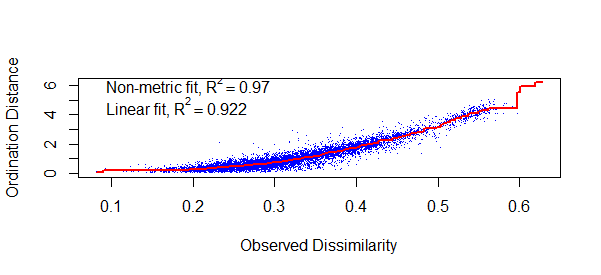 Non-metric fit, R² = 0.97
Linear fit, R² = 0.922
Ordination Distance
0 2 4 6
0.1 0.2 0.3 0.4 0.5 0.6
Observed Dissimilarity